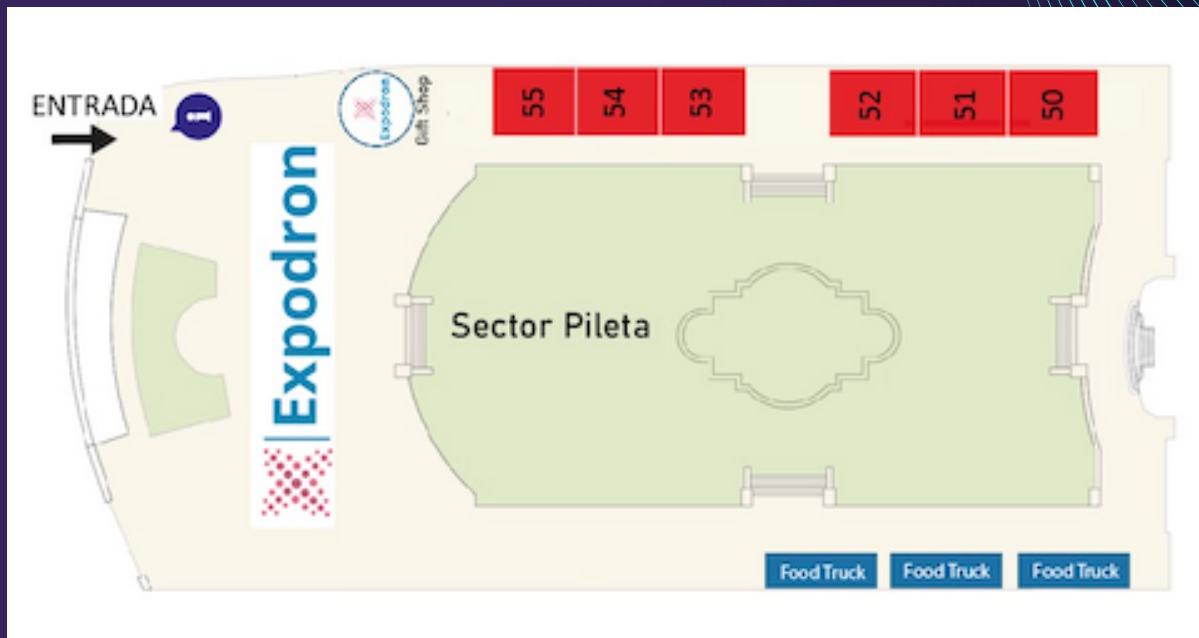 ENTRADA
i
Expodron
Gift Shop
55
54
53
52
51
50
Expodron
Sector Pileta
Food Truck
Food Truck
Food Truck